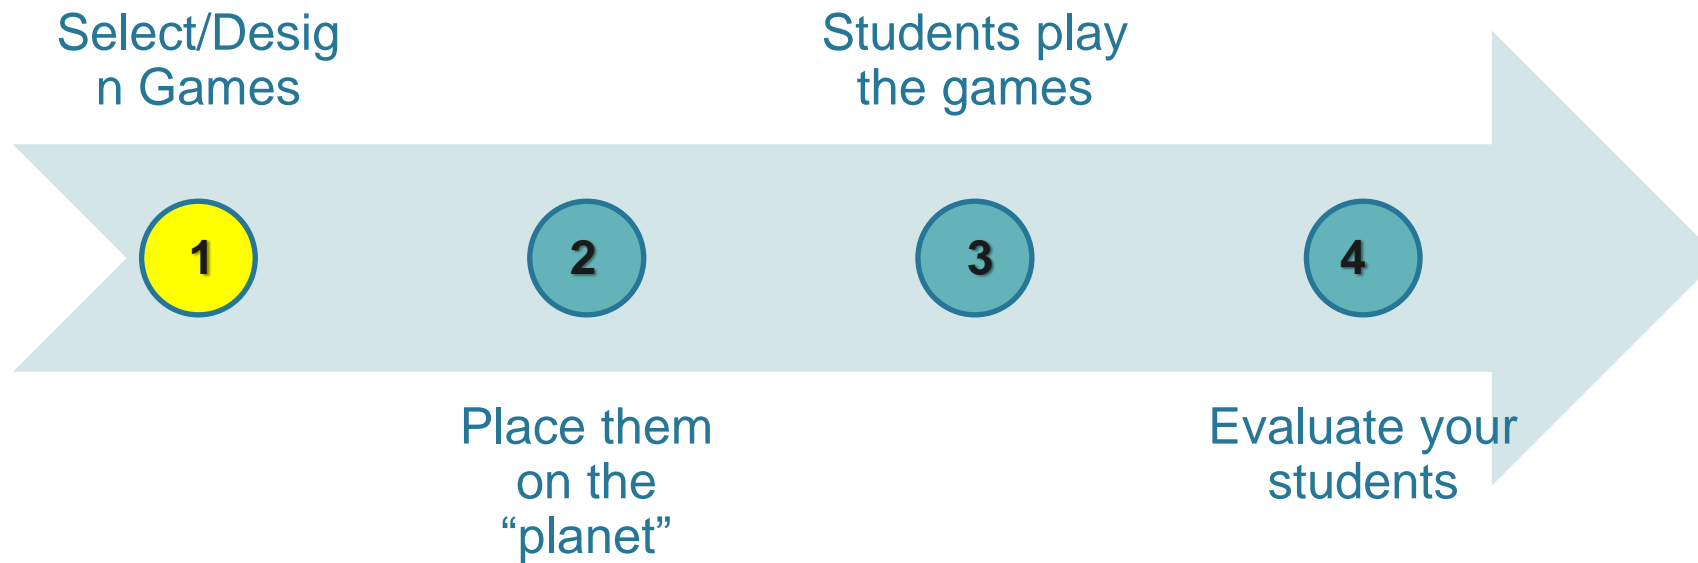 Select/Desig
n Games
Students play
the games
1
2
3
4
Place them
on the
“planet”
Evaluate your
students